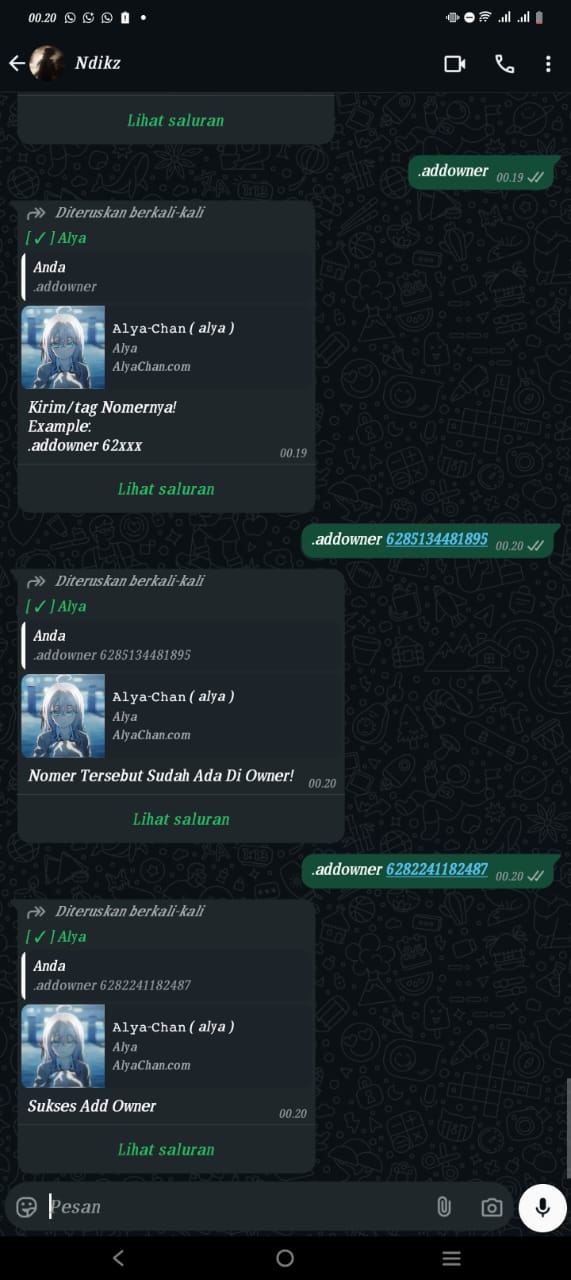 00.20
Ndikz
Lihat saluran
.addowner 00.19
Diteruskan berkali-kali
[ ✓ ] Alya
Anda
.addowner
Alya-Chan ( alya )
Alya
AlyaChan.com
Kirim/tag Nomernya!
Example:
.addowner 62xxx
00.19
Lihat saluran
.addowner 6285134481895 00.20
Diteruskan berkali-kali
[ ✓ ] Alya
Anda
.addowner 6285134481895
Alya-Chan ( alya )
Alya
AlyaChan.com
Nomer Tersebut Sudah Ada Di Owner! 00.20
Lihat saluran
.addowner 6282241182487 00.20
Diteruskan berkali-kali
[ ✓ ] Alya
Anda
.addowner 6282241182487
Alya-Chan ( alya )
Alya
AlyaChan.com
Sukses Add Owner 00.20
Lihat saluran
Pesan